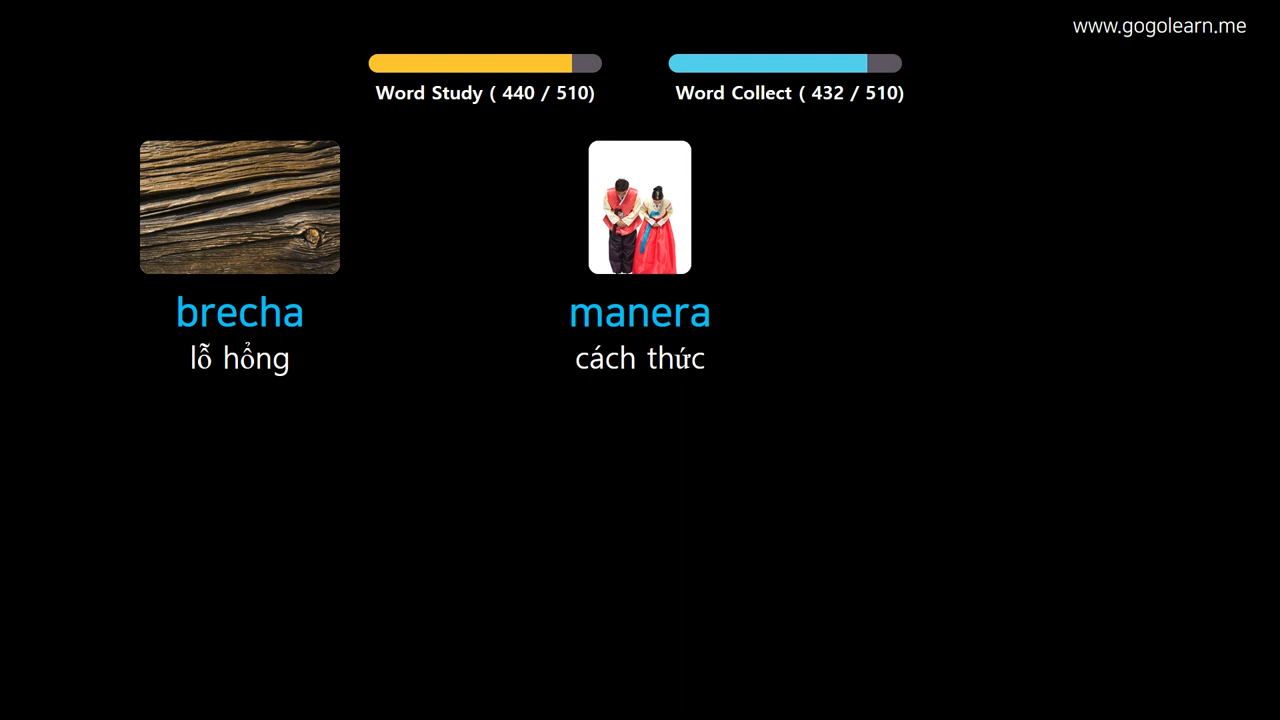 www.gogolearn.me
Word Study ( 440 / 510)
Word Collect ( 432 / 510)
brecha
lỗ hổng
manera
cách thức